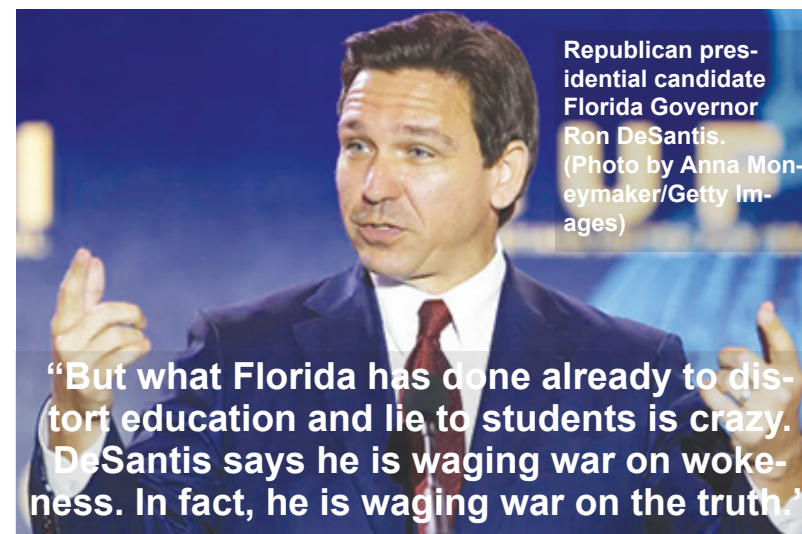 Republican pres-
idential candidate
Florida Governor
Ron DeSantis.
(Photo by Anna Mon-
eymaker/Getty Im-
ages)
“But what Florida has done already to dis-
tort education and lie to students is crazy.
DeSantis says he is waging war on woke-
ness. In fact, he is waging war on the truth.”